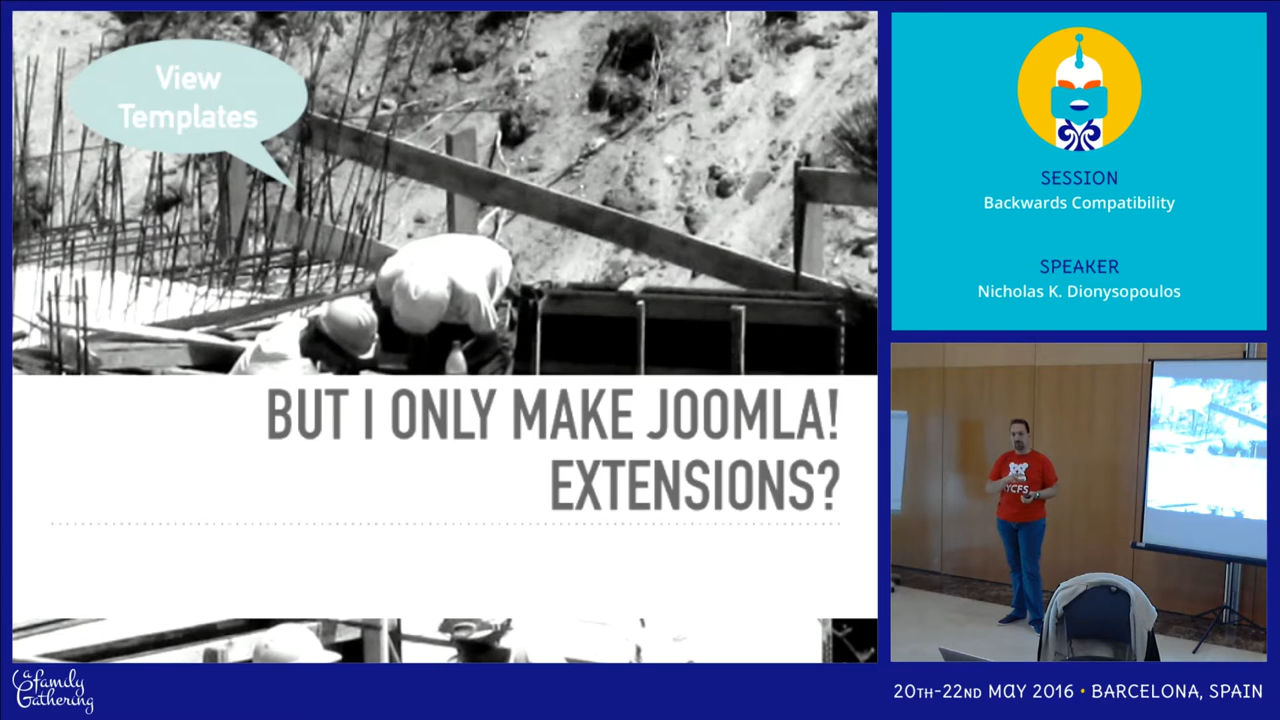 View
Templates
BUT I ONLY MAKE JOOMLA!
EXTENSIONS?
SESSION
Backwards Compatibility
SPEAKER
Nicholas K. Dionysopoulos
YCFS
a family
Gathering
20TH-22ND MAY 2016 • BARCELONA, SPAIN